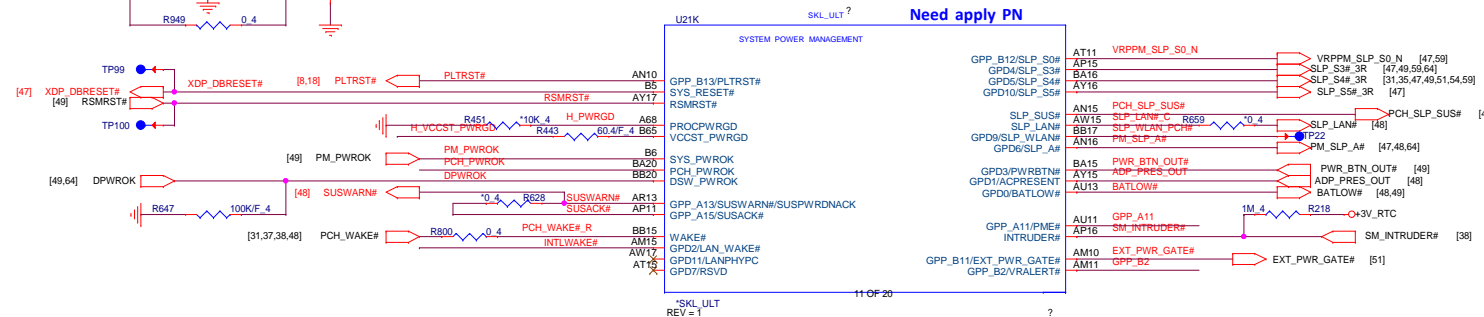 R949 0_4
SKL_ULT ?
Need apply PN
U21K
SYSTEM POWER MANAGEMENT
TP99
[47] XDP_DBRESET#
XDP_DBRESET#
[49] RSMRST#
TP100
[8,18] PLTRST#
PLTRST#
RSMRST#
R451 *10K_4 H_PWRGD
H_VCCST_PWRGD R443 60.4/F_4
[49] PM_PWROK
PM_PWROK
PCH_PWROK
[49,64] DPWROK
DPWROK
[48] SUSWARN#
R647 100K/F_4
*0_4 R628 SUSWARN#
SUSACK#
[31,37,38,48] PCH_WAKE#
R800 0_4 PCH_WAKE#_R
INTLWAKE#
AN10 GPP_B13/PLTRST#
B5 SYS_RESET#
AY17 RSMRST#
A68 PROCPWRGD
B65 VCCST_PWRGD
B6 SYS_PWROK
BA20 PCH_PWROK
BB20 DSW_PWROK
AR13 GPP_A13/SUSWARN#/SUSPWRDNACK
AP11 GPP_A15/SUSACK#
BB15 WAKE#
AM15 GPD2/LAN_WAKE#
AW17 GPD11/LANPHYPC
AT15 GPD7/RSVD
GPP_B12/SLP_S0# AT11 VRPPM_SLP_S0_N VRPPM_SLP_S0_N [47,59]
GPD4/SLP_S3# AP15 SLP_S3#_3R [47,49,59,64]
GPD5/SLP_S4# BA16 SLP_S4#_3R [31,35,47,49,51,54,59]
GPD10/SLP_S5# AY16 SLP_S5#_3R [47]
SLP_SUS# AN15 PCH_SLP_SUS# PCH_SLP_SUS#
SLP_LAN# AW15 SLP_LAN#_C R659 *0_4 SLP_LAN# [48]
GPD9/SLP_WLAN# BB17 SLP_WLAN_PCH# TP22
GPD6/SLP_A# AN16 PM_SLP_A# PM_SLP_A# [47,48,64]
GPD3/PWRBTN# BA15 PWR_BTN_OUT# PWR_BTN_OUT# [49]
GPD1/ACPRESENT AY15 ADP_PRES_OUT ADP_PRES_OUT [48]
GPD0/BATLOW# AU13 BATLOW# BATLOW# [48,49]
1M_4 R218 +3V_RTC
GPP_A11/PME# AU11 GPP_A11
INTRUDER# AP16 SM_INTRUDER# SM_INTRUDER# [38]
GPP_B11/EXT_PWR_GATE# AM10 EXT_PWR_GATE# EXT_PWR_GATE# [51]
GPP_B2/VRALERT# AM11 GPP_B2
11 OF 20
*SKL_ULT
REV = 1 ?